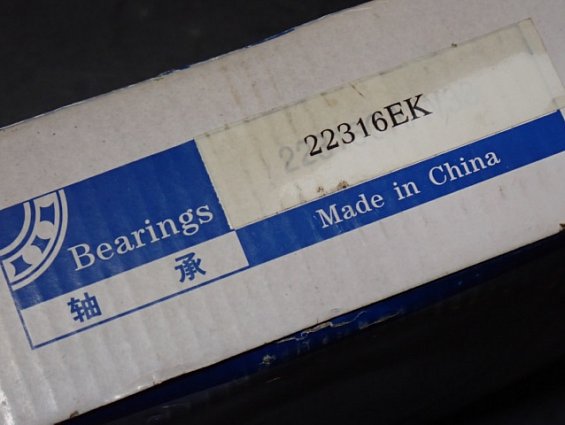 22316EK
Bearings
Made in China
轴 承